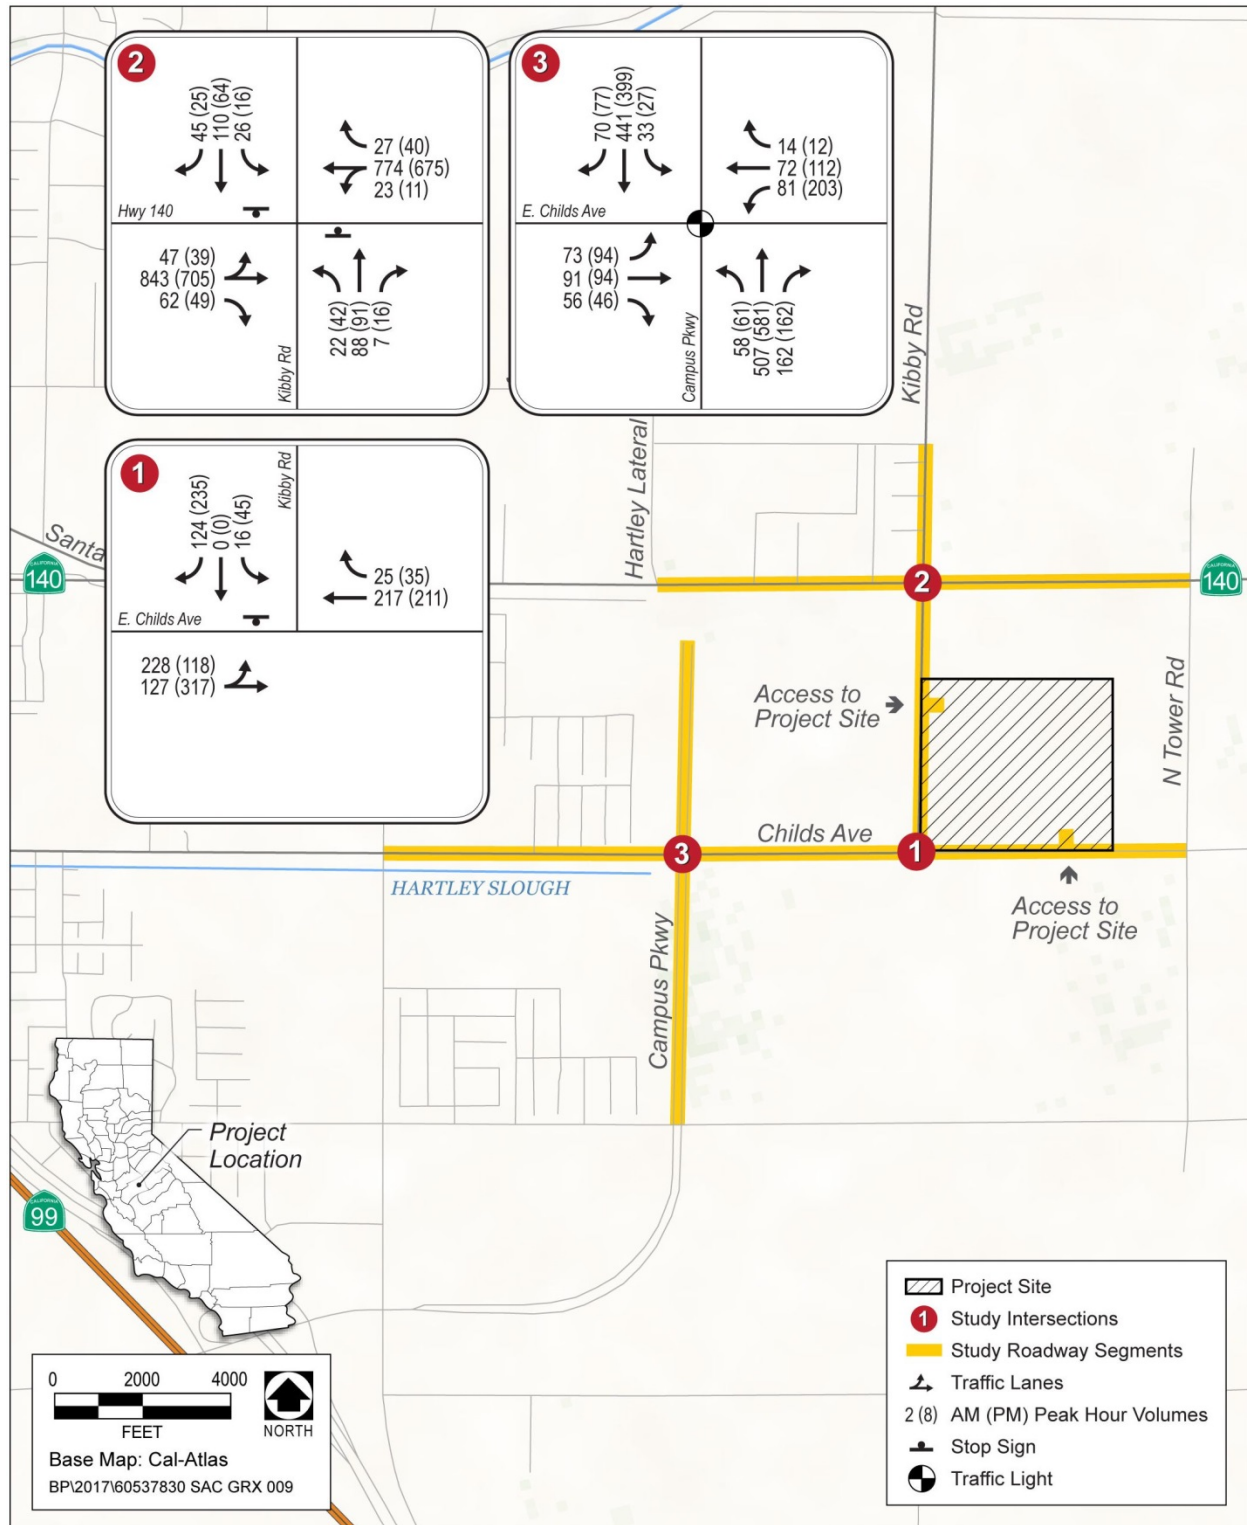 2
45 (25)
110 (64)
26 (16)
27 (40)
774 (675)
23 (11)
Hwy 140
47 (39)
843 (705)
62 (49)
22 (42)
88 (91)
7 (16)
Kibby Rd
3
70 (77)
441 (399)
33 (27)
14 (12)
72 (112)
81 (203)
E. Childs Ave
73 (94)
91 (94)
56 (46)
58 (61)
507 (581)
162 (162)
Campus Pkwy
1
124 (235)
0 (0)
16 (45)
Kibby Rd
25 (35)
217 (211)
E. Childs Ave
228 (118)
127 (317)
Kibby Rd
Hartley Lateral
Santa
CALIFORNIA
140
2
CALIFORNIA
140
Access to
Project Site
N Tower Rd
Childs Ave
3
1
HARTLEY SLOUGH
Access to
Project Site
Campus Pkwy
Project
Location
CALIFORNIA
99
0 2000 4000
FEET
NORTH
Base Map: Cal-Atlas
BP\2017\60537830 SAC GRX 009
Project Site
1 Study Intersections
Study Roadway Segments
Traffic Lanes
2 (8) AM (PM) Peak Hour Volumes
Stop Sign
Traffic Light